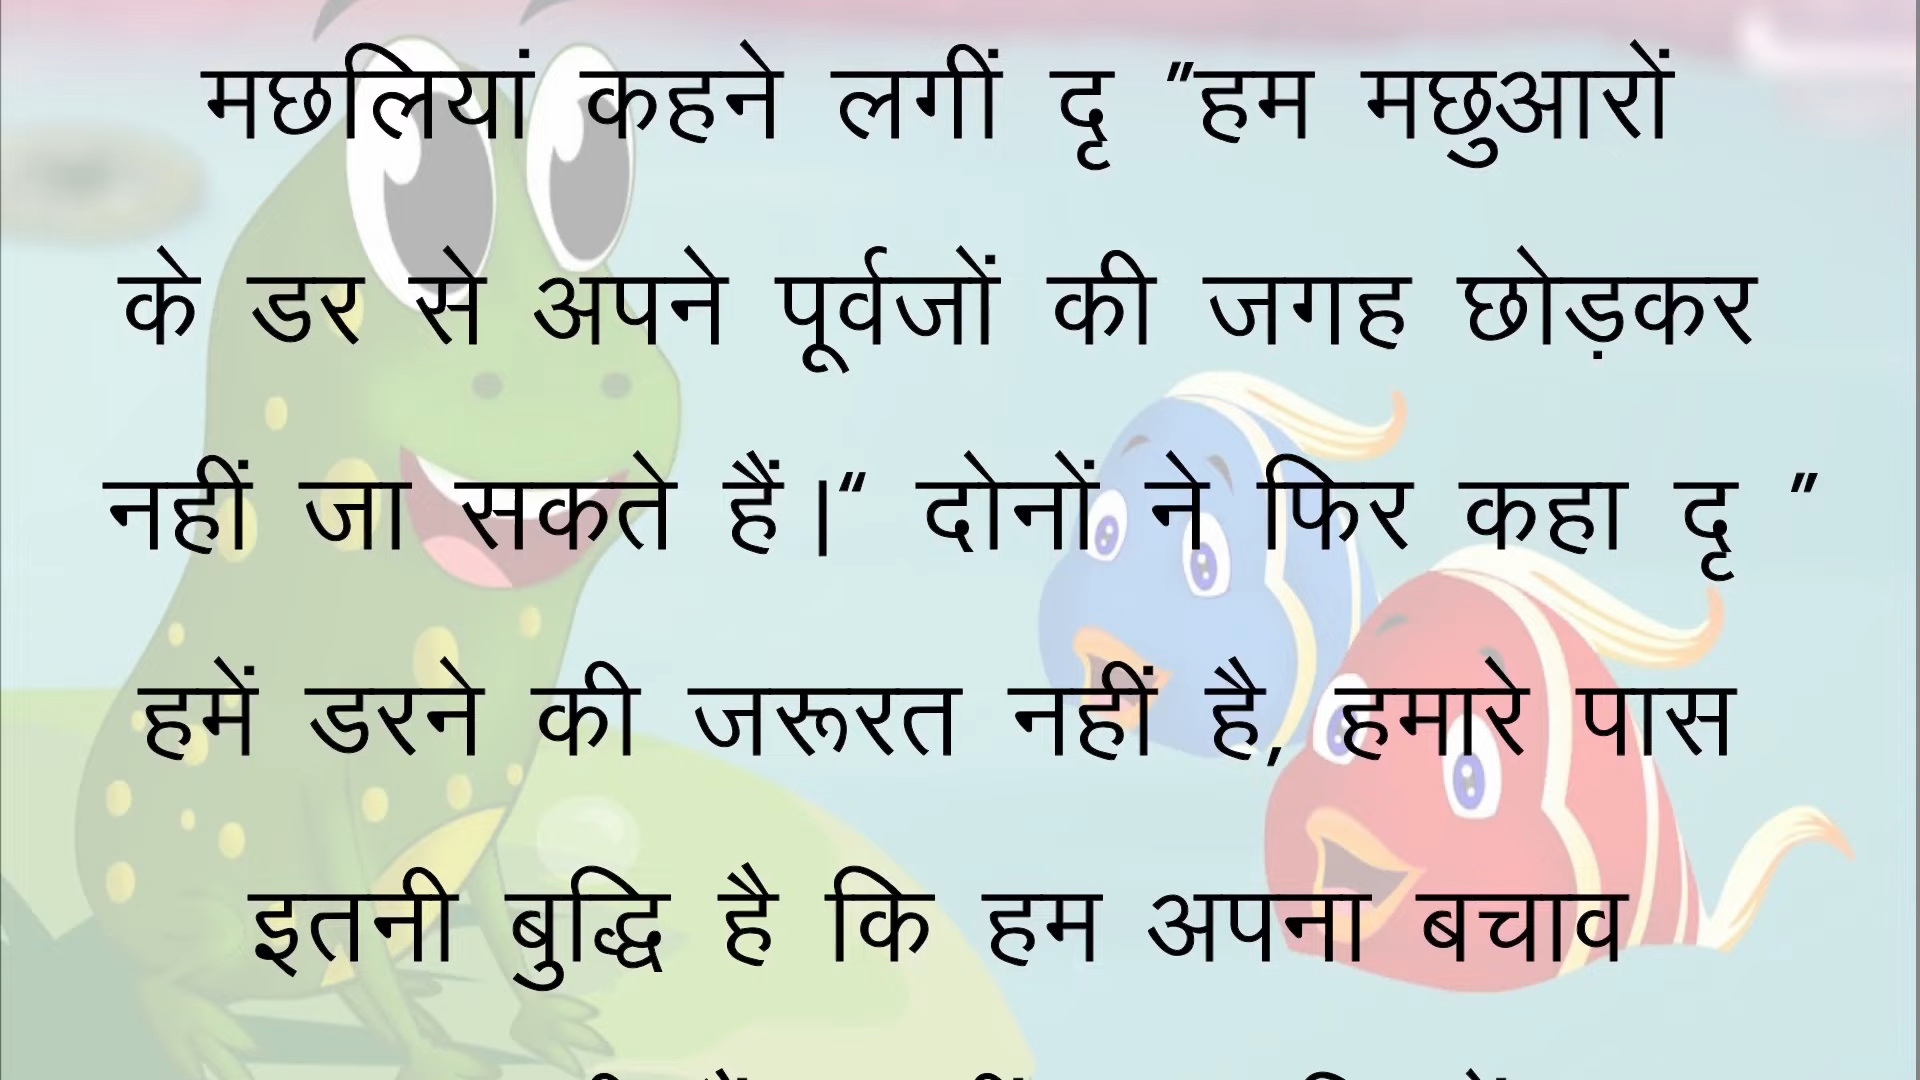 मछलियां कहने लगीं दृ ”हम मछुआरों
के डर से अपने पूर्वजों की जगह छोड़कर
नहीं जा सकते हैं|“ दोनों ने फिर कहा दृ ”
हमें डरने की जरूरत नहीं है, हमारे पास
इतनी बुद्धि है कि हम अपना बचाव